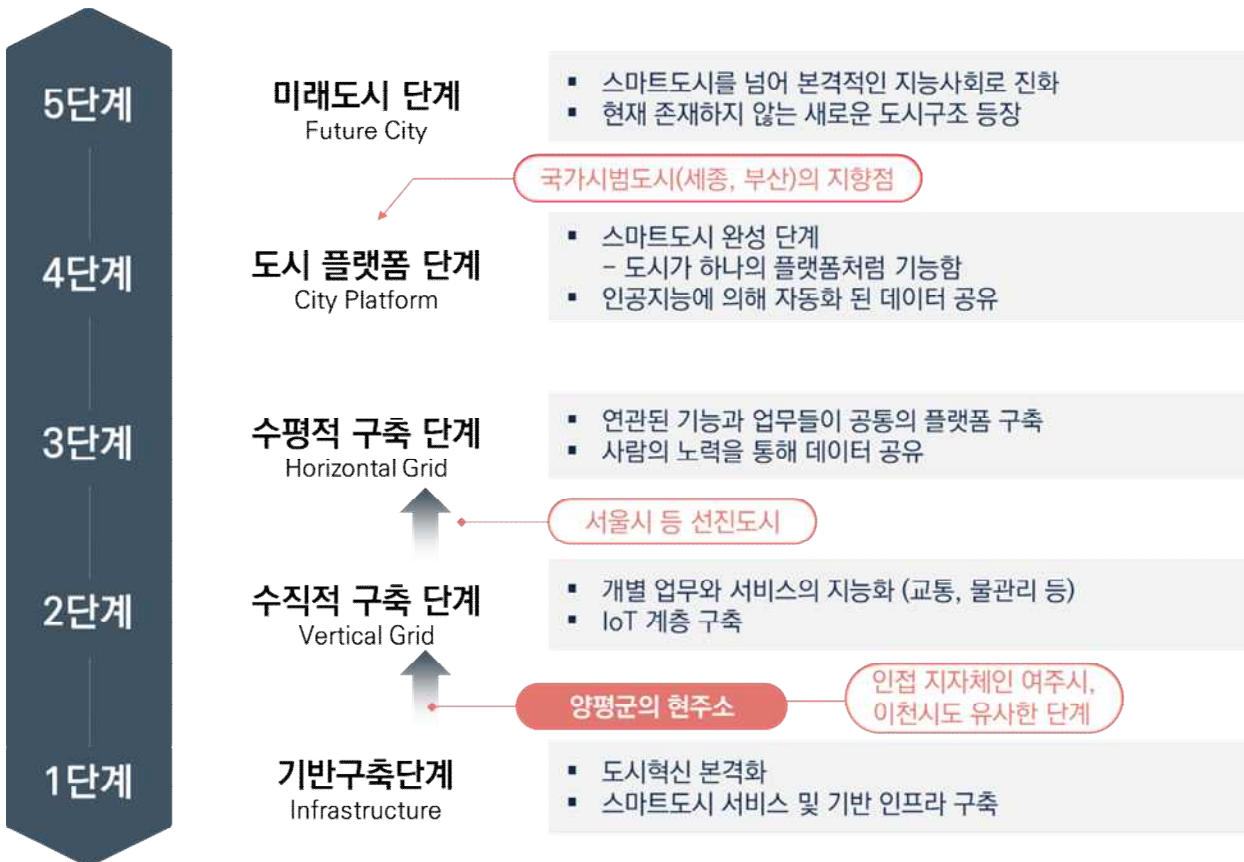 5단계
미래도시 단계
Future City
▪ 스마트도시를 넘어 본격적인 지능사회로 진화
▪ 현재 존재하지 않는 새로운 도시구조 등장
국가시범도시(세종, 부산)의 지향점
4단계
도시 플랫폼 단계
City Platform
▪ 스마트도시 완성 단계
– 도시가 하나의 플랫폼처럼 기능함
▪ 인공지능에 의해 자동화 된 데이터 공유
3단계
수평적 구축 단계
Horizontal Grid
▪ 연관된 기능과 업무들이 공통의 플랫폼 구축
▪ 사람의 노력을 통해 데이터 공유
서울시 등 선진도시
2단계
수직적 구축 단계
Vertical Grid
▪ 개별 업무와 서비스의 지능화 (교통, 물관리 등)
▪ IoT 계층 구축
양평군의 현주소
인접 지자체인 여주시,
이천시도 유사한 단계
1단계
기반구축단계
Infrastructure
▪ 도시혁신 본격화
▪ 스마트도시 서비스 및 기반 인프라 구축